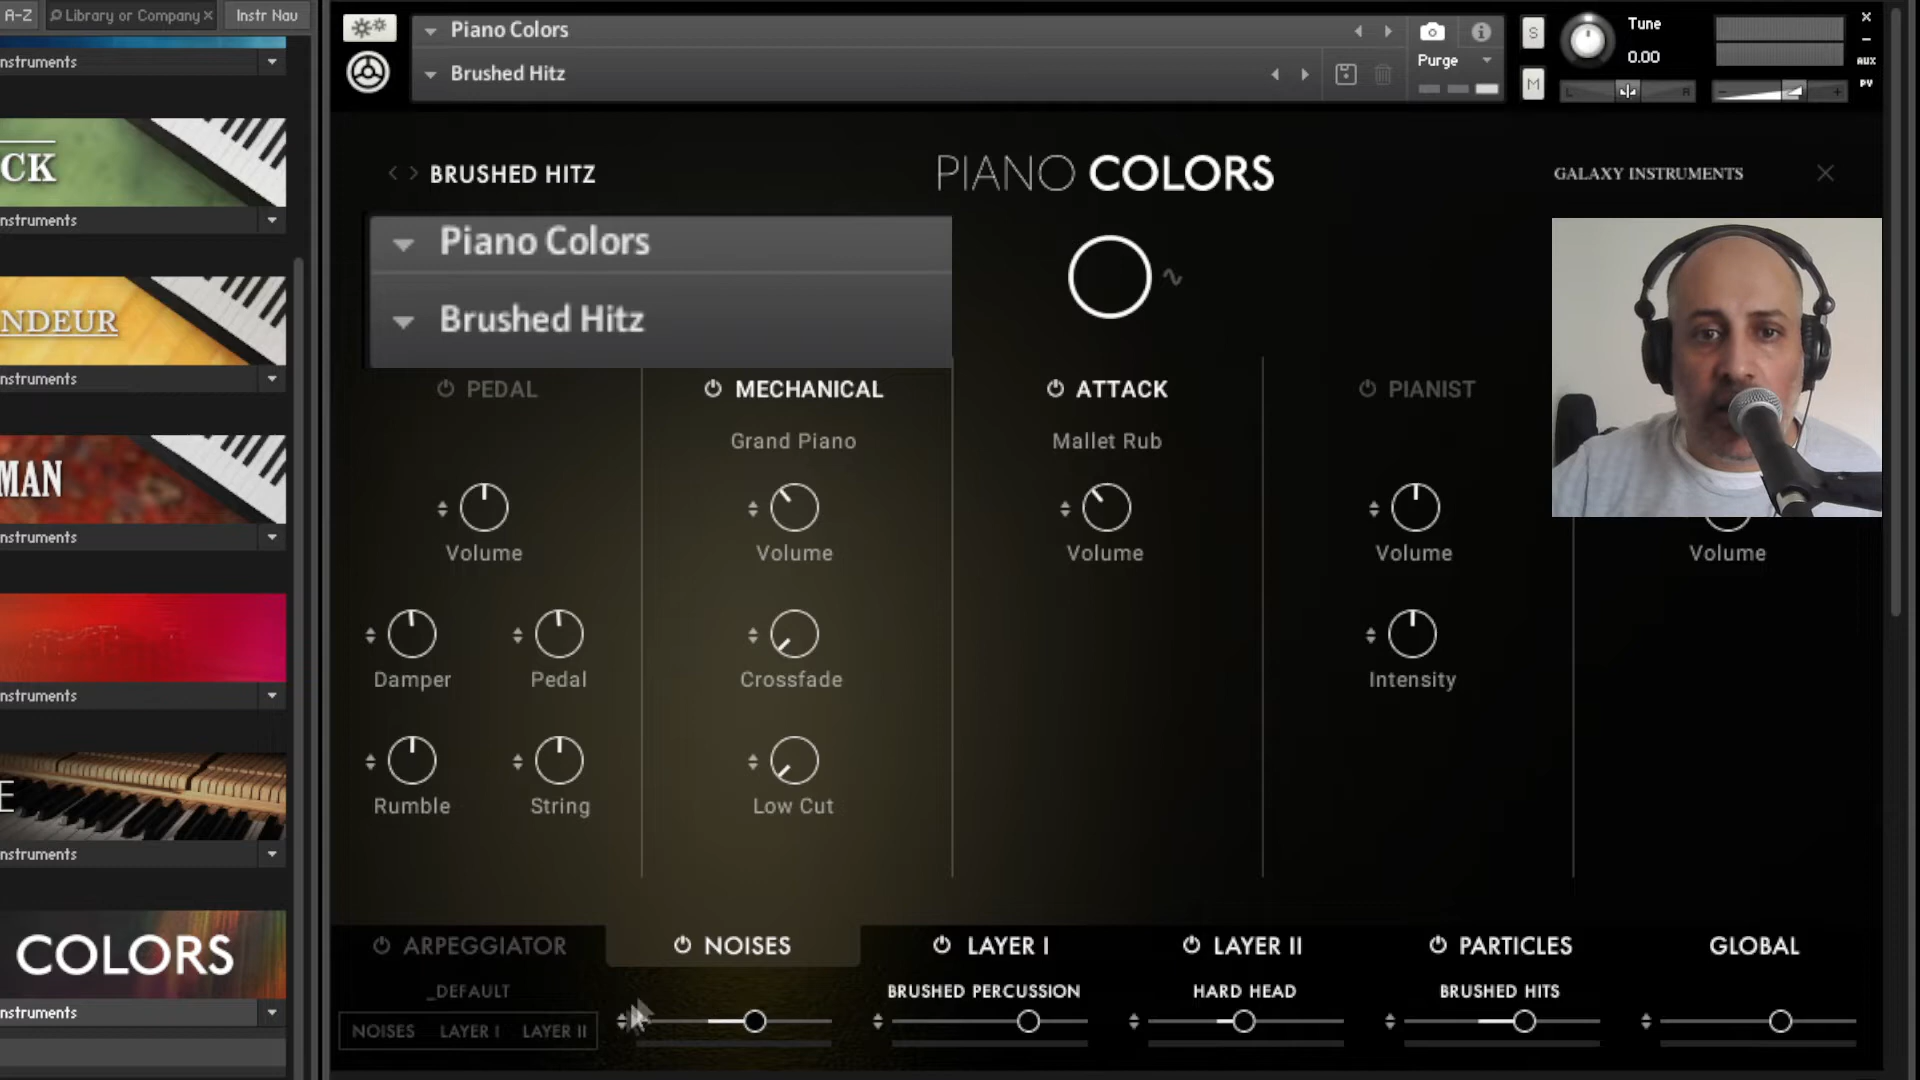 A-Z
Library or Company
Instr Nav
nstruments
CK
nstruments
NDEUR
nstruments
MAN
nstruments
nstruments
E
nstruments
COLORS
nstruments
Piano Colors
Brushed Hitz
Purge
S
M
Tune
0.00
L
R
AUX
PV
BRUSHED HITZ
PIANO COLORS
GALAXY INSTRUMENTS
Piano Colors
Brushed Hitz
PEDAL
Volume
Damper
Pedal
Rumble
String
MECHANICAL
Grand Piano
Volume
Crossfade
Low Cut
ATTACK
Mallet Rub
Volume
PIANIST
Volume
Intensity
Volume
ARPEGGIATOR
_DEFAULT
NOISES LAYER I LAYER II
NOISES
LAYER I
BRUSHED PERCUSSION
LAYER II
HARD HEAD
PARTICLES
BRUSHED HITS
GLOBAL